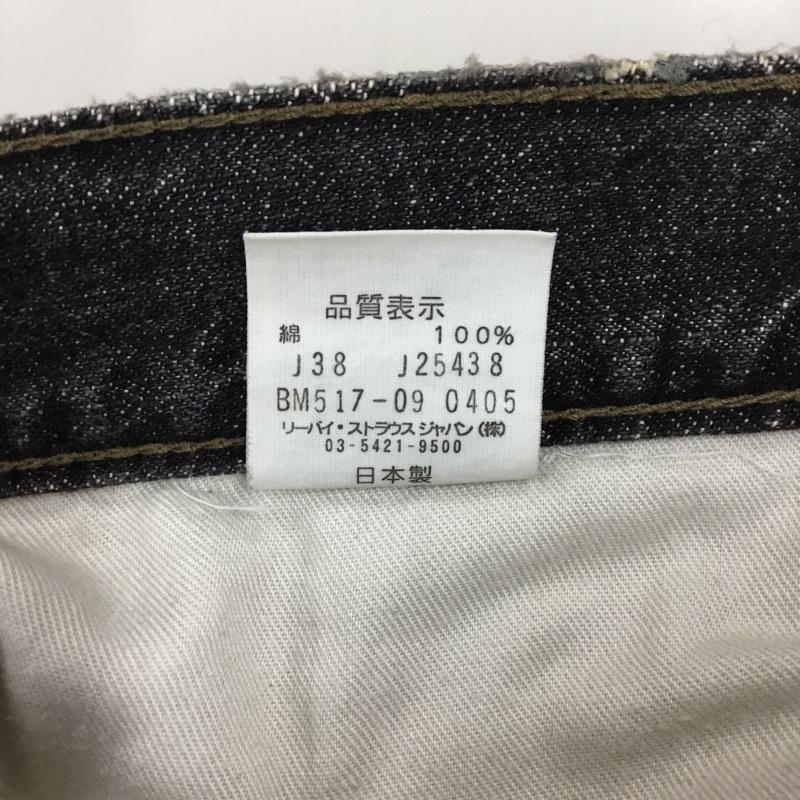 品質表示
綿 100%
J38 J25438
BM517-09 0405
リーバイ・ストラウス ジャパン(株)
03-5421-9500
日本製